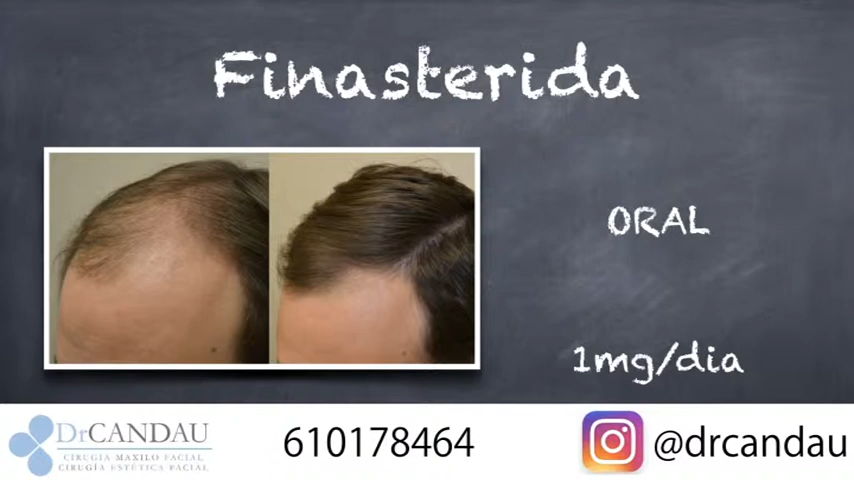 Finasterida
ORAL
1mg/dia
DrCANDAU
CIRUGÍA MAXILO FACIAL
CIRUGÍA ESTÉTICA FACIAL
610178464
@drcandau